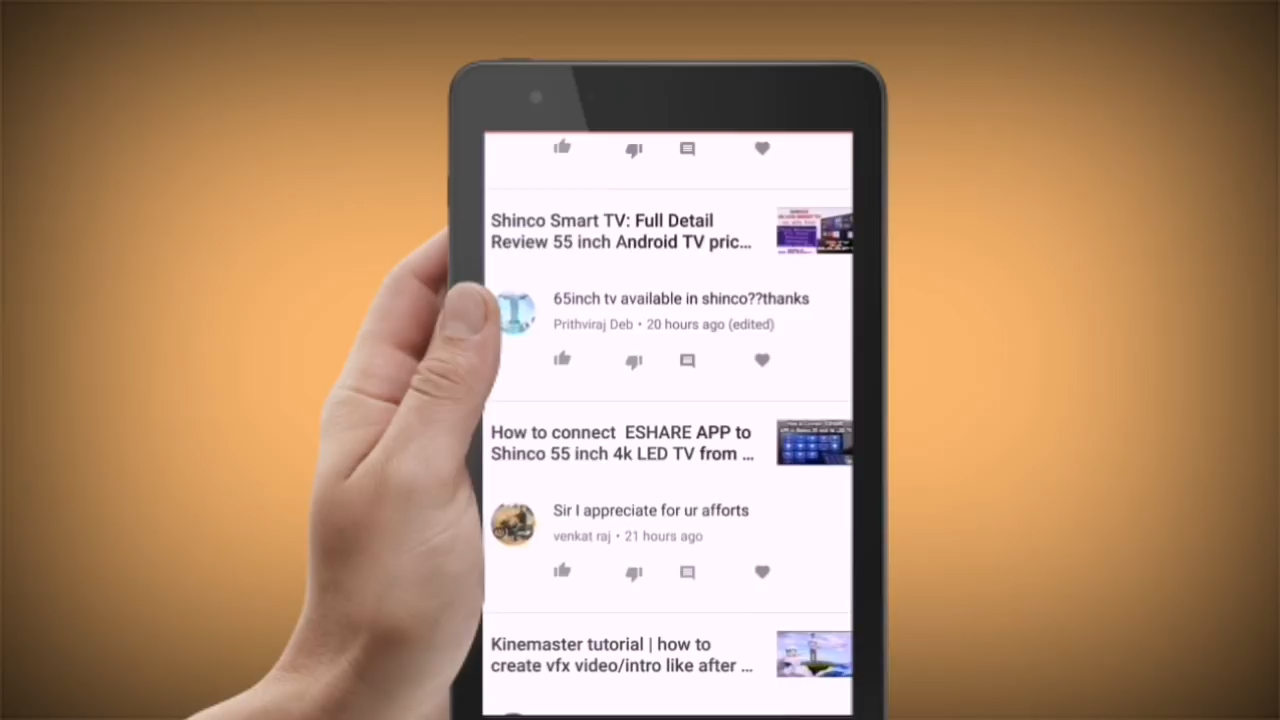 Shinco Smart TV: Full Detail
Review 55 inch Android TV pric...
65inch tv available in shinco??thanks
Prithviraj Deb • 20 hours ago (edited)
How to connect  ESHARE APP to
Shinco 55 inch 4k LED TV from ...
Sir I appreciate for ur afforts
venkat raj • 21 hours ago
Kinemaster tutorial | how to
create vfx video/intro like after ...